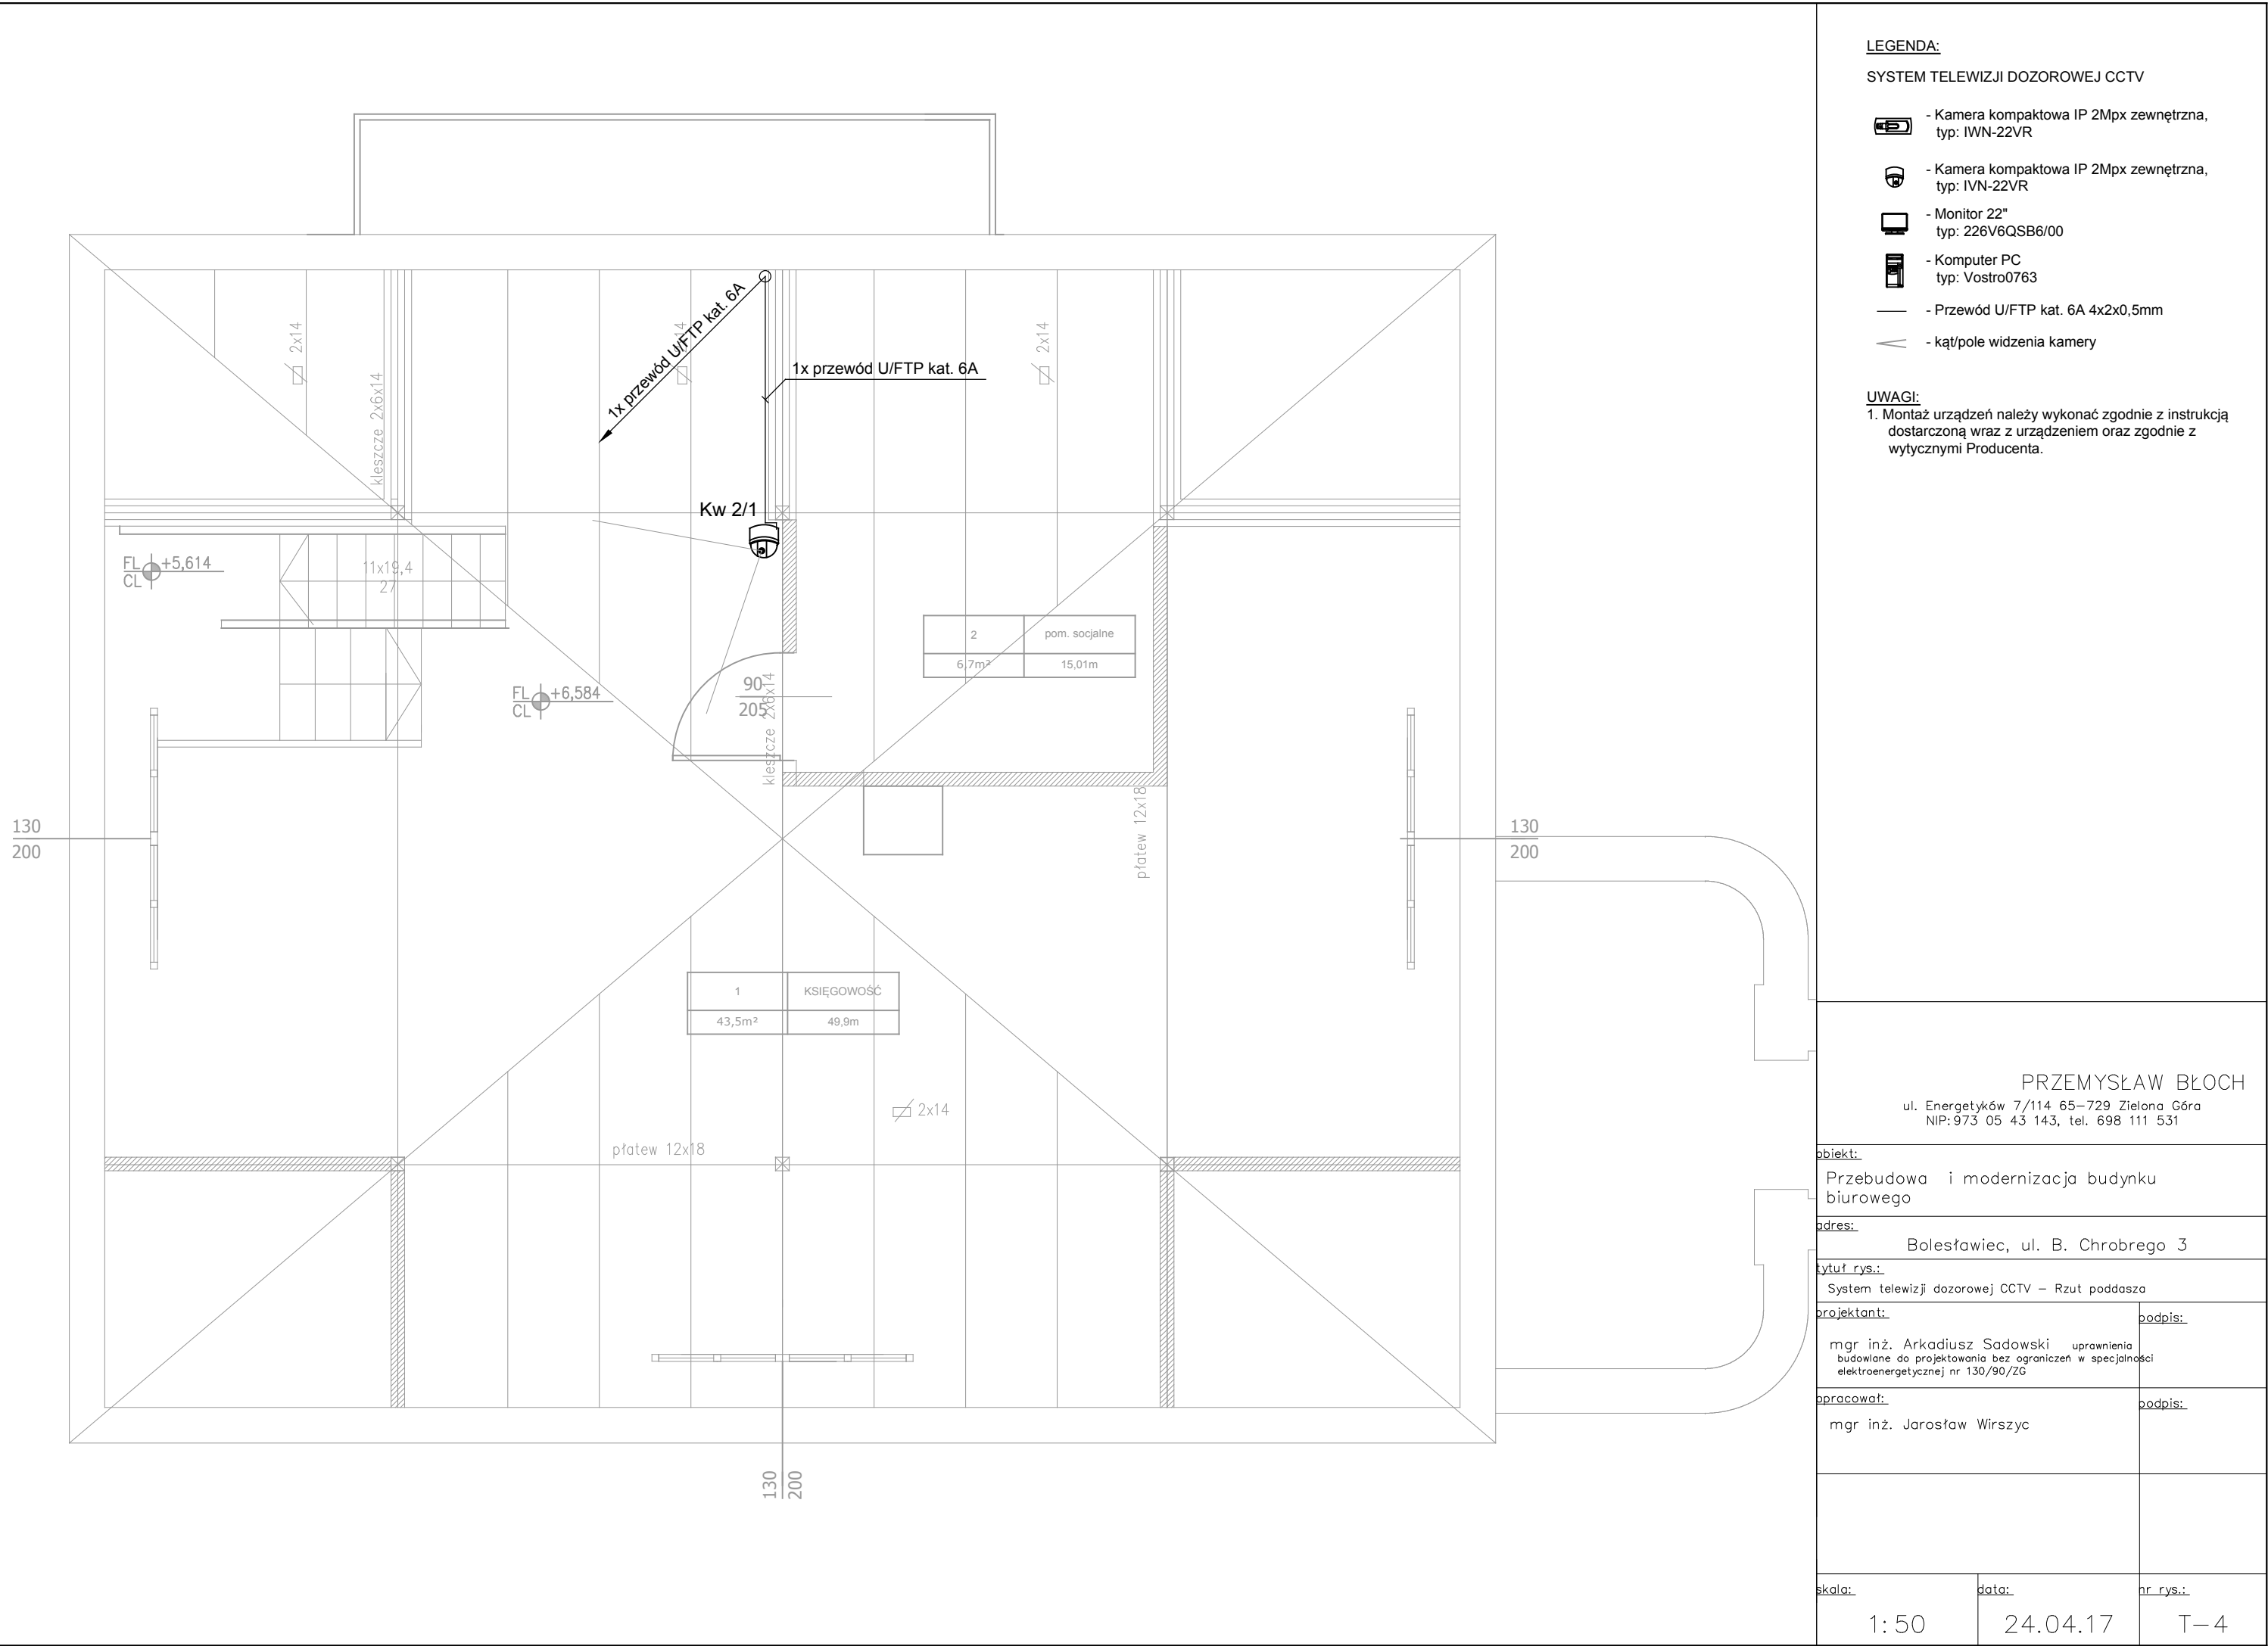 2x14
2x14
2x14
kleszcze 2x6x14
1x przewód U/FTP kat. 6A
1x przewód U/FTP kat. 6A
Kw 2/1
FL
CL
+5,614
11x19,4
27
FL
CL
+6,584
90
205
kleszcze 2x6x14
2
pom. socjalne
6,7m²
15,01m
130
200
płatew 12x18
130
200
1
KSIĘGOWOŚĆ
43,5m²
49,9m
2x14
płatew 12x18
130
200
LEGENDA:
SYSTEM TELEWIZJI DOZOROWEJ CCTV
- Kamera kompaktowa IP 2Mpx zewnętrzna,
typ: IWN-22VR
- Kamera kompaktowa IP 2Mpx zewnętrzna,
typ: IVN-22VR
- Monitor 22"
typ: 226V6QSB6/00
- Komputer PC
typ: Vostro0763
- Przewód U/FTP kat. 6A 4x2x0,5mm
- kąt/pole widzenia kamery
UWAGI:
1. Montaż urządzeń należy wykonać zgodnie z instrukcją
dostarczoną wraz z urządzeniem oraz zgodnie z
wytycznymi Producenta.
PRZEMYSŁAW BŁOCH
ul. Energetyków 7/114 65-729 Zielona Góra
NIP: 973 05 43 143, tel. 698 111 531
obiekt:
Przebudowa i modernizacja budynku
biurowego
adres:
Bolesławiec, ul. B. Chrobrego 3
tytuł rys.:
System telewizji dozorowej CCTV – Rzut poddasza
projektant:
podpis:
mgr inż. Arkadiusz Sadowski uprawnienia
budowlane do projektowania bez ograniczeń w specjalności
elektroenergetycznej nr 130/90/ZG
opracował:
podpis:
mgr inż. Jarosław Wirszyc
skala:
data:
nr rys.:
1:50
24.04.17
T-4